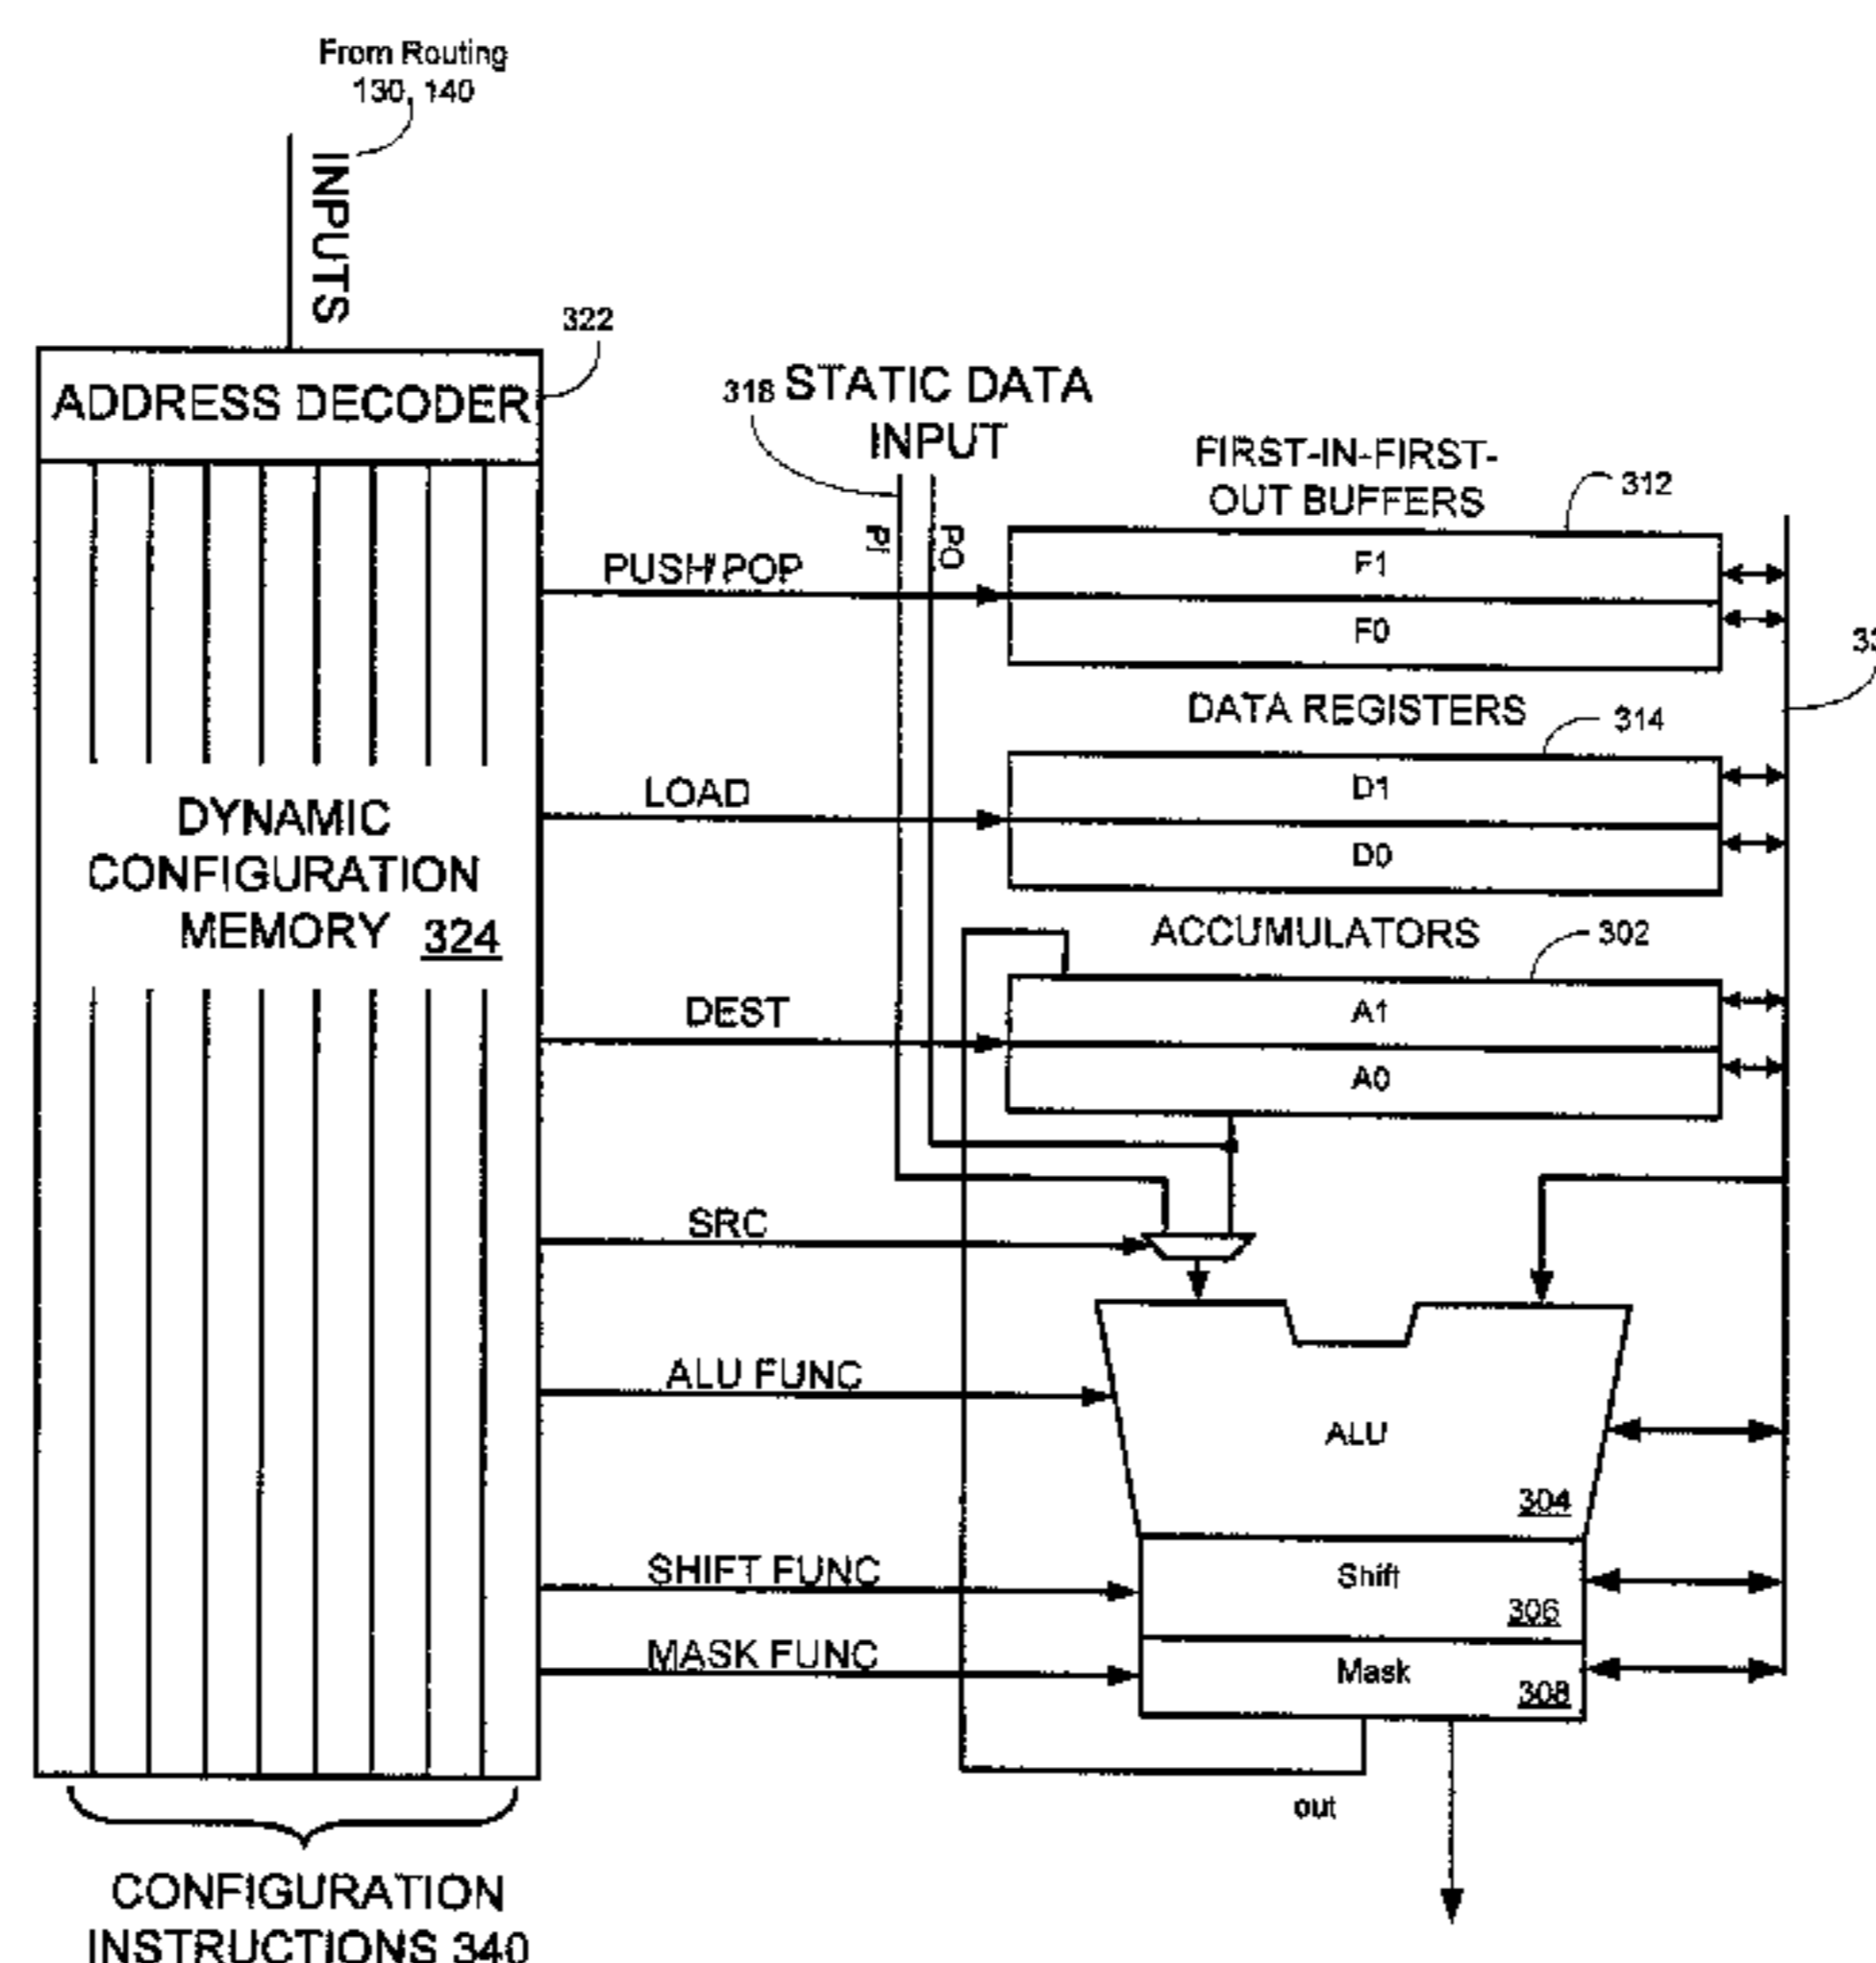 From Routing
130, 140
INPUTS
322
ADDRESS DECODER
318
STATIC DATA
INPUT
PI
PO
FIRST-IN-FIRST-
OUT BUFFERS
312
PUSH/POP
F1
F0
DATA REGISTERS
314
LOAD
D1
D0
DYNAMIC
CONFIGURATION
MEMORY 324
ACCUMULATORS
302
DEST
A1
A0
SRC
ALU FUNC
ALU
304
SHIFT FUNC
Shift
306
MASK FUNC
Mask
308
out
CONFIGURATION
INSTRUCTIONS 340